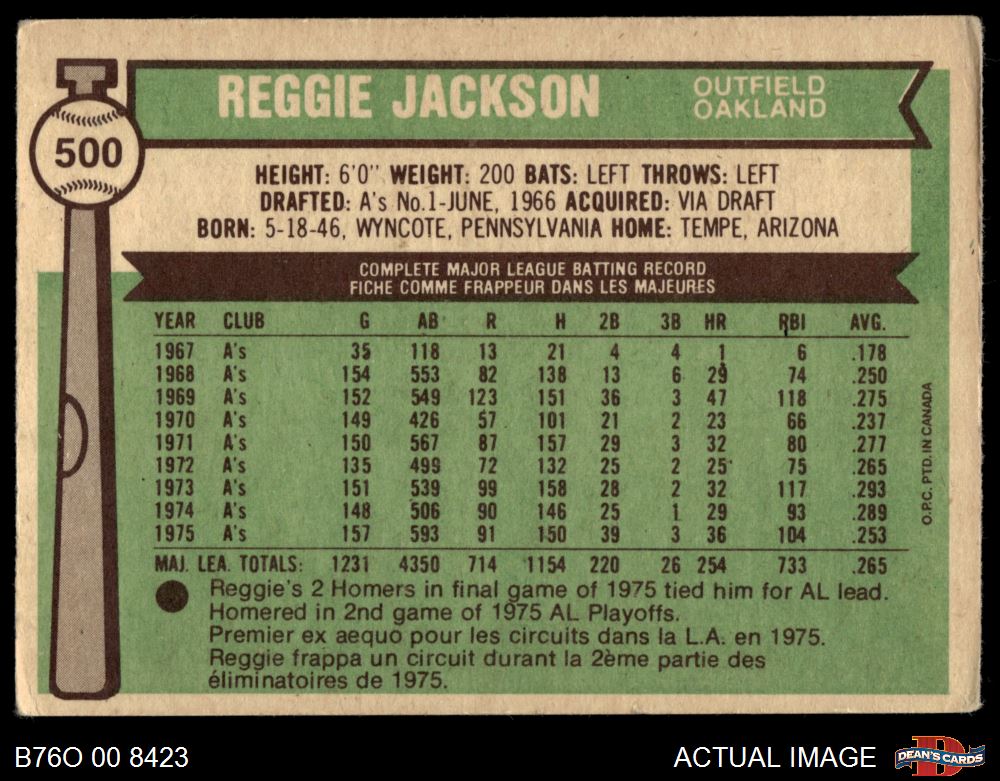 REGGIE JACKSON
OUTFIELD
OAKLAND
500
HEIGHT: 6'0" WEIGHT: 200 BATS: LEFT THROWS: LEFT
DRAFTED: A's No.1-JUNE, 1966 ACQUIRED: VIA DRAFT
BORN: 5-18-46, WYNCOTE, PENNSYLVANIA HOME: TEMPE, ARIZONA
COMPLETE MAJOR LEAGUE BATTING RECORD
FICHE COMME FRAPPEUR DANS LES MAJEURES
YEAR CLUB G AB R H 2B 3B HR RBI AVG.
1967 A's 35 118 13 21 4 4 1 6 .178
1968 A's 154 553 82 138 13 6 29 74 .250
1969 A's 152 549 123 151 36 3 47 118 .275
1970 A's 149 426 57 101 21 2 23 66 .237
1971 A's 150 567 87 157 29 3 32 80 .277
1972 A's 135 499 72 132 25 2 25 75 .265
1973 A's 151 539 99 158 28 2 32 117 .293
1974 A's 148 506 90 146 25 1 29 93 .289
1975 A's 157 593 91 150 39 3 36 104 .253
MAJ. LEA. TOTALS: 1231 4350 714 1154 220 26 254 733 .265
Reggie's 2 Homers in final game of 1975 tied him for AL lead.
Homered in 2nd game of 1975 AL Playoffs.
Premier ex aequo pour les circuits dans la L.A. en 1975.
Reggie frappa un circuit durant la 2ème partie des
éliminatoires de 1975.
O.P.C. PTD. IN CANADA
B76O 00 8423
ACTUAL IMAGE
DEAN'S CARDS